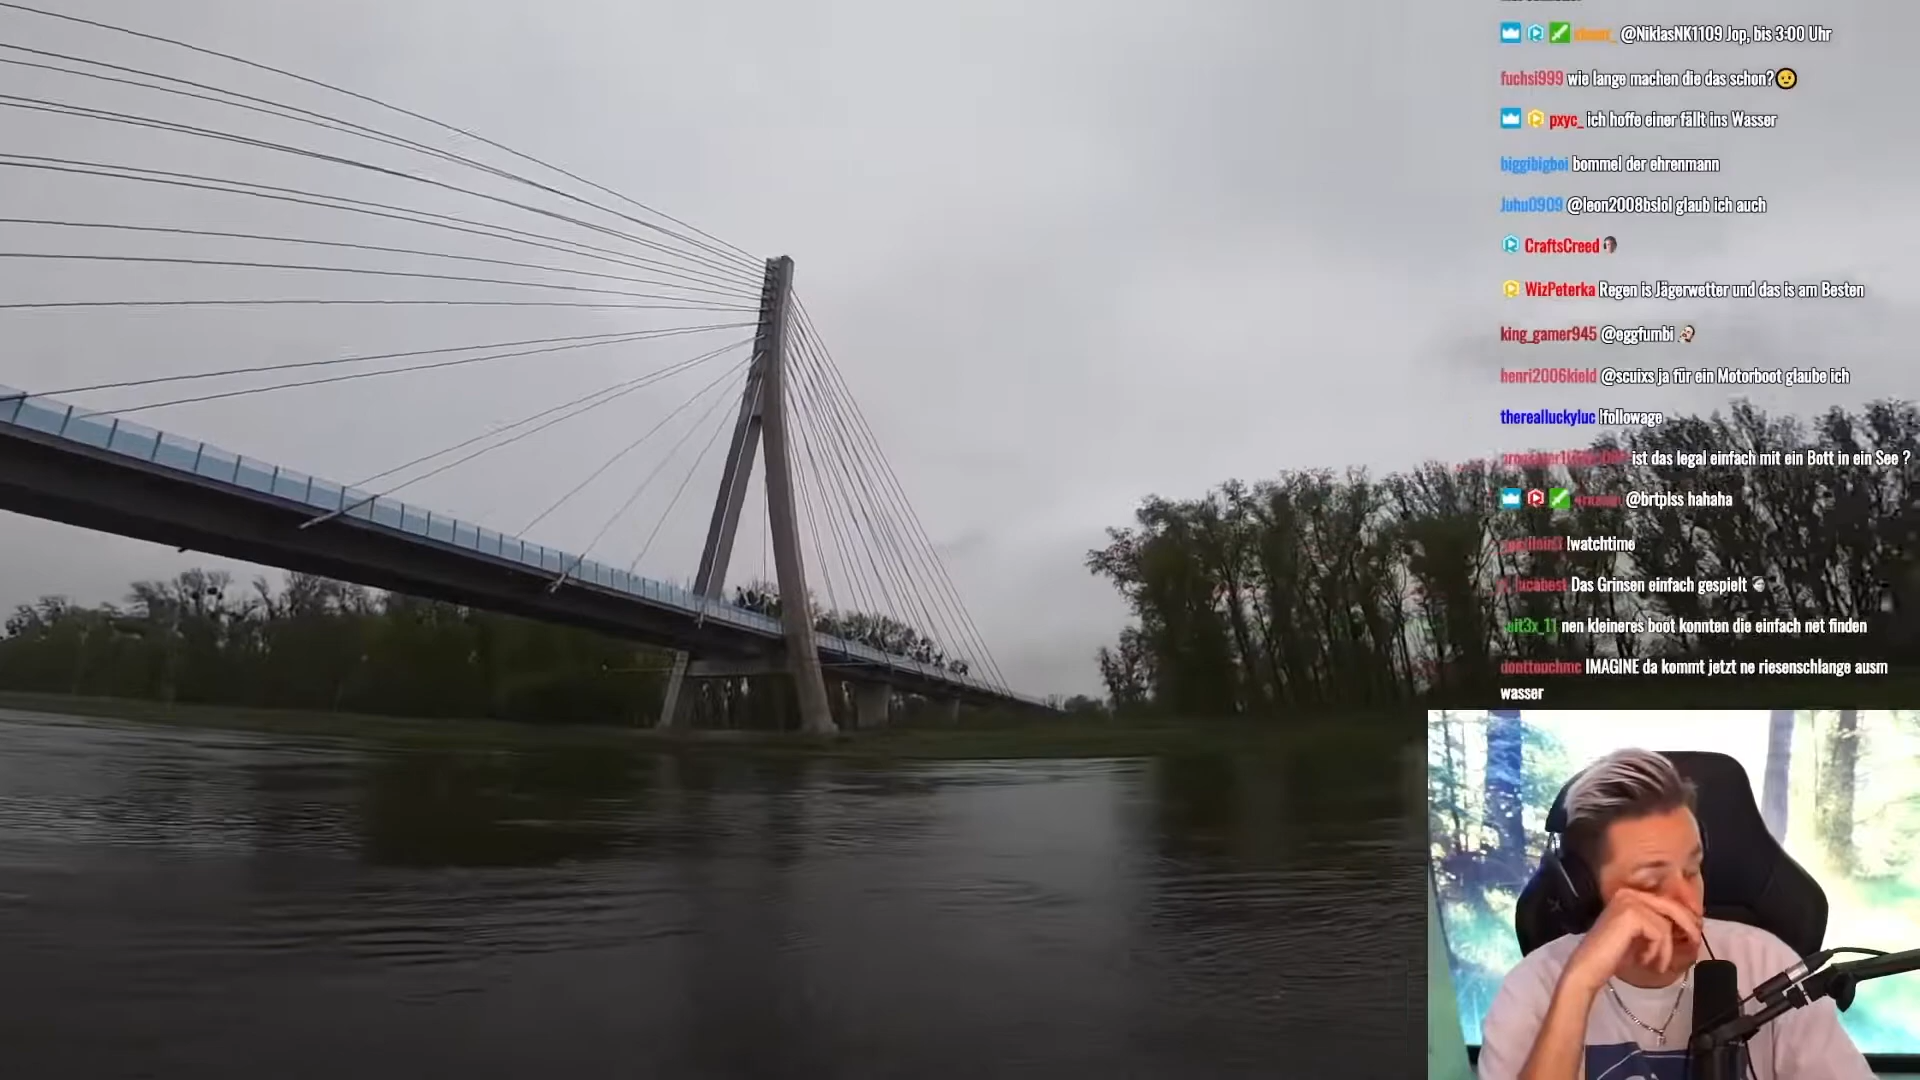 @NiklasNK1109 Jop, bis 3:00 Uhr
fuchsi999 wie lange machen die das schon?
pxyc_ ich hoffe einer fällt ins Wasser
biggibigboi bommel der ehrenmann
Juhu0909 @leon2008bslol glaub ich auch
CraftsCreed
WizPeterka Regen is Jägerwetter und das is am Besten
king_gamer945 @eggfumbi
henri2006kield @scuixs ja für ein Motorboot glaube ich
therealluckyluc !followage
ist das legal einfach mit ein Bott in ein See ?
@brtpiss hahaha
!watchtime
Das Grinsen einfach gespielt
nen kleineres boot konnten die einfach net finden
donttouchmc IMAGINE da kommt jetzt ne riesenschlange ausm
wasser